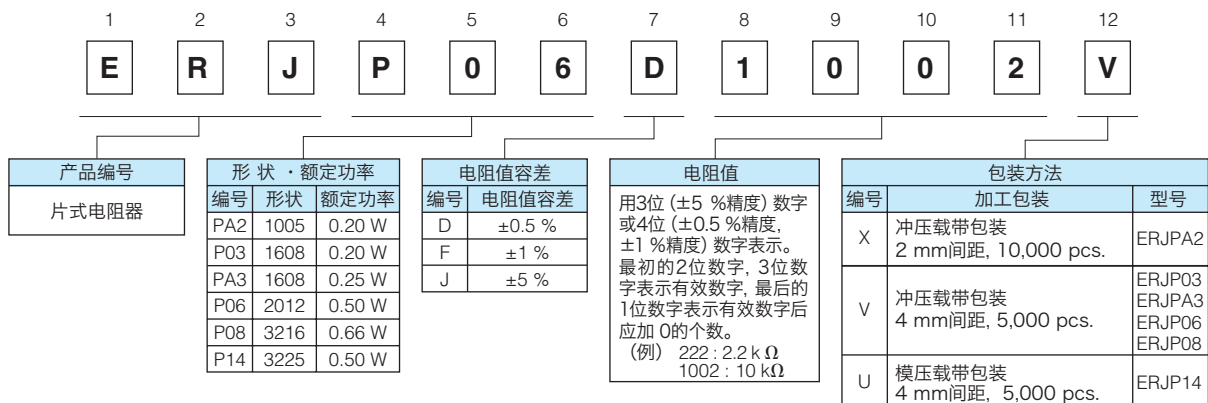 1 2 3 4 5 6 7 8 9 10 11 12
E R J P 0 6 D 1 0 0 2 V
产品编号
片式电阻器
形 状 · 额定功率
编号 形状 额定功率
PA2 1005 0.20 W
P03 1608 0.20 W
PA3 1608 0.25 W
P06 2012 0.50 W
P08 3216 0.66 W
P14 3225 0.50 W
电阻值容差
编号 电阻值容差
D ±0.5 %
F ±1 %
J ±5 %
电阻值
用3位 (±5 %精度) 数字
或4位 (±0.5 %精度,
±1 %精度) 数字表示。
最初的2位数字, 3位数
字表示有效数字, 最后的
1位数字表示有效数字后
应加 0的个数。
(例) 222 : 2.2 k Ω
1002 : 10 kΩ
包装方法
编号 加工包装 型号
X 冲压载带包装 ERJPA2
2 mm间距, 10,000 pcs.
V 冲压载带包装
4 mm间距, 5,000 pcs.
ERJP03
ERJPA3
ERJP06
ERJP08
U 模压载带包装 ERJP14
4 mm间距, 5,000 pcs.